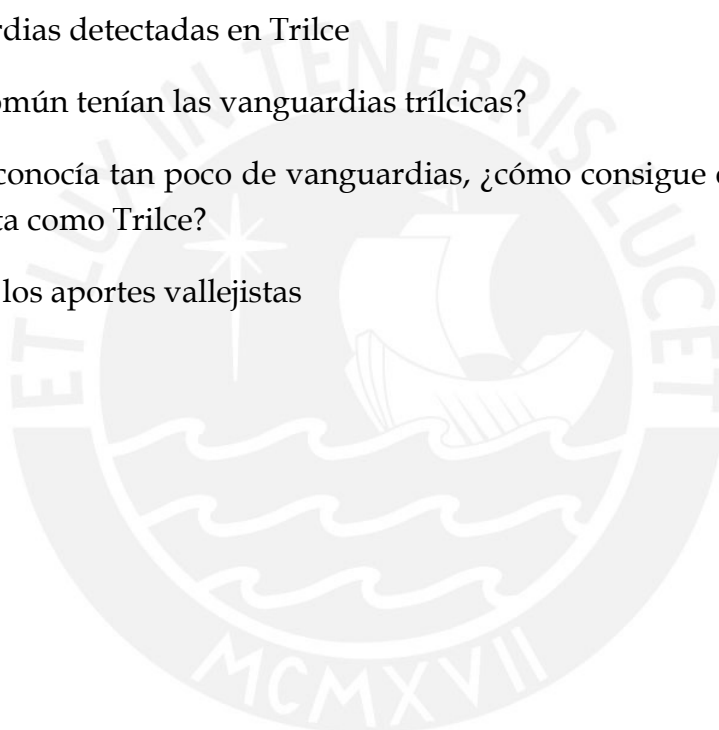 rdias detectadas en Trilce
omún tenían las vanguardias trílcicas?
conocía tan poco de vanguardias, ¿cómo consigue
ta como Trilce?
los aportes vallejistas
ET LUX IN TENEBRIS LUCET
MCMXVII